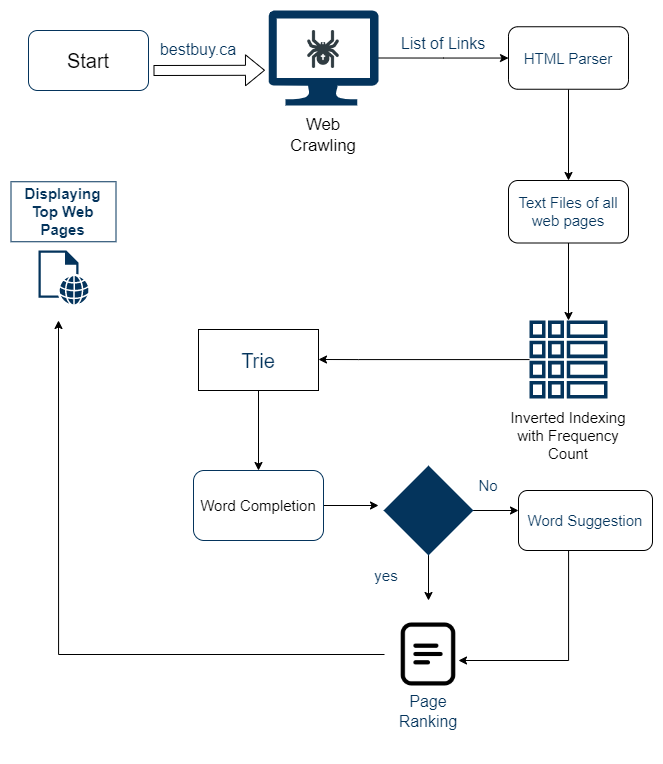 Start
bestbuy.ca
Web
Crawling
List of Links
HTML Parser
Text Files of all
web pages
Inverted Indexing
with Frequency
Count
Trie
Word Completion
No
Word Suggestion
yes
Page
Ranking
Displaying
Top Web
Pages